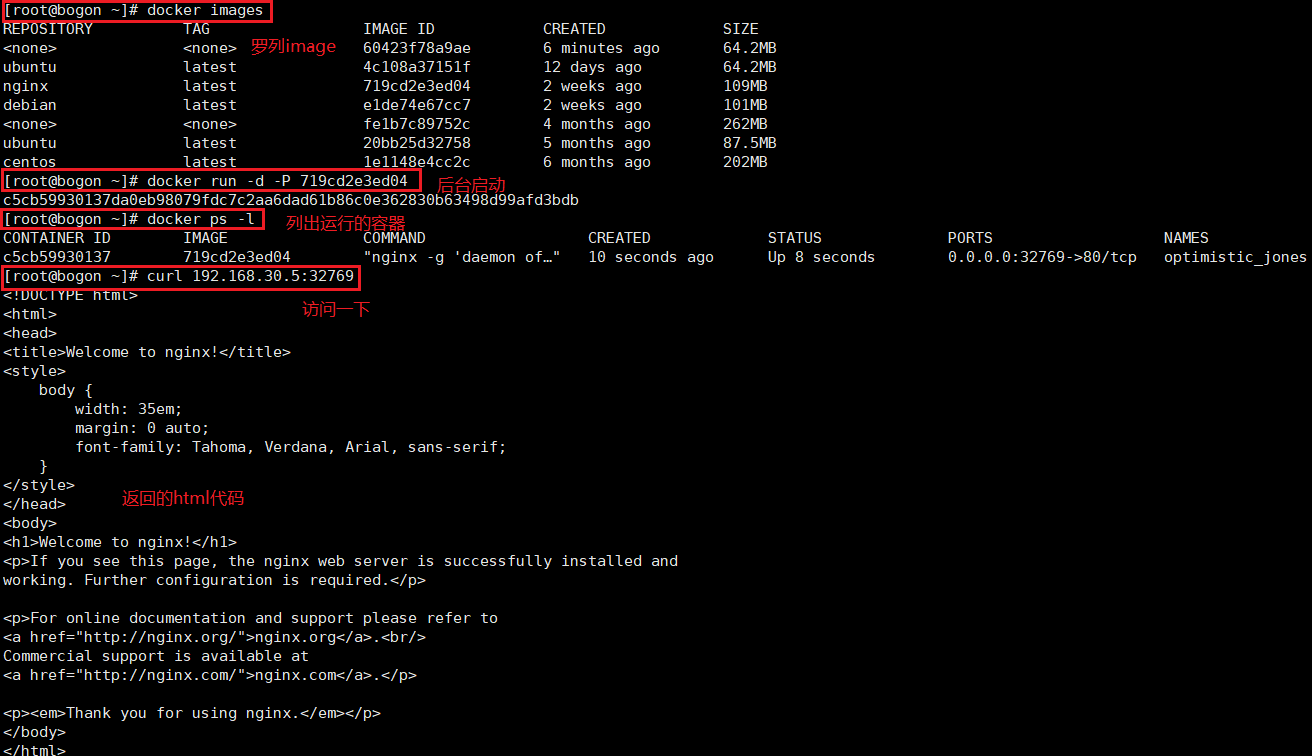 [root@bogon ~]# docker images
REPOSITORY TAG IMAGE ID CREATED SIZE
<none> <none> 罗列image 60423f78a9ae 6 minutes ago 64.2MB
ubuntu latest 4c108a37151f 12 days ago 64.2MB
nginx latest 719cd2e3ed04 2 weeks ago 109MB
debian latest e1de74e67cc7 2 weeks ago 101MB
<none> <none> fe1b7c89752c 4 months ago 262MB
ubuntu latest 20bb25d32758 5 months ago 87.5MB
centos latest 1e1148e4cc2c 6 months ago 202MB
[root@bogon ~]# docker run -d -P 719cd2e3ed04 后台启动
c5cb59930137da0eb98079fdc7c2aa6dad61b86c0e362830b63498d99afd3bdb
[root@bogon ~]# docker ps -l 列出运行的容器
CONTAINER ID IMAGE COMMAND CREATED STATUS PORTS NAMES
c5cb59930137 719cd2e3ed04 "nginx -g 'daemon of…" 10 seconds ago Up 8 seconds 0.0.0.0:32769->80/tcp optimistic_jones
[root@bogon ~]# curl 192.168.30.5:32769
<!DOCTYPE html>
访问一下
<html>
<head>
<title>Welcome to nginx!</title>
<style>
body {
width: 35em;
margin: 0 auto;
font-family: Tahoma, Verdana, Arial, sans-serif;
}
</style>
返回的html代码
</head>
<body>
<h1>Welcome to nginx!</h1>
<p>If you see this page, the nginx web server is successfully installed and
working. Further configuration is required.</p>
<p>For online documentation and support please refer to
<a href="http://nginx.org/">nginx.org</a>.<br/>
Commercial support is available at
<a href="http://nginx.com/">nginx.com</a>.</p>
<p><em>Thank you for using nginx.</em></p>
</body>
</html>